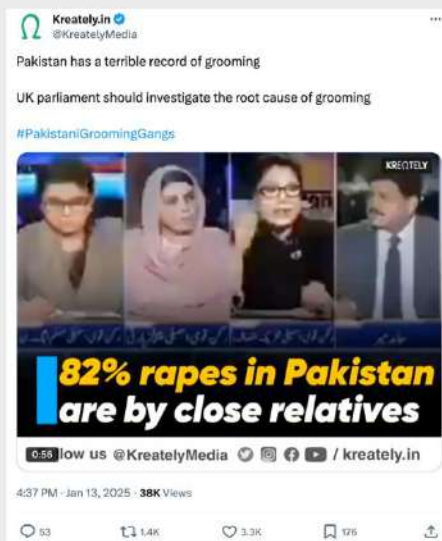 Kreately.in
@KreatelyMedia
Pakistan has a terrible record of grooming
UK parliament should investigate the root cause of grooming
#PakistaniGroomingGangs
KREATELY
82% rapes in Pakistan
are by close relatives
0:56 low us @KreatelyMedia / kreately.in
4:37 PM · Jan 13, 2025 · 38K Views
53 1.4K 3.3K 176